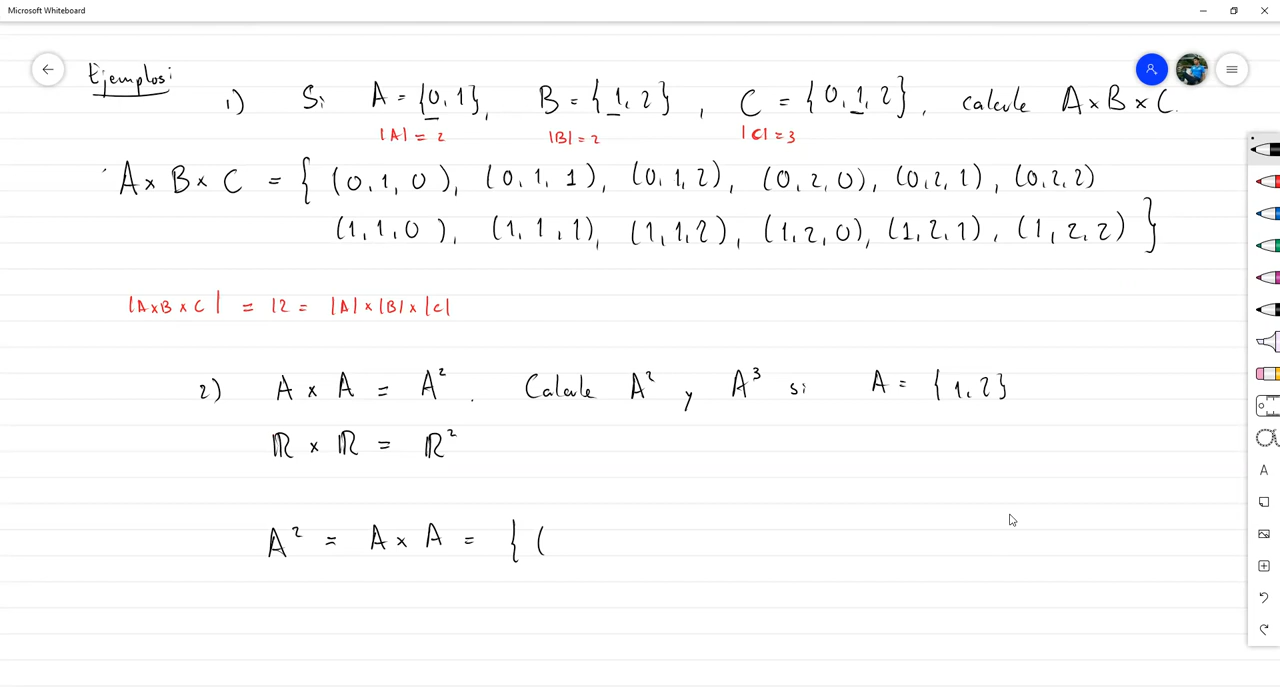 Microsoft Whiteboard
Ejemplos:
1) Si A = {0, 1}, B = {1, 2}, C = {0, 1, 2}, calcule A × B × C.
|A| = 2 |B| = 2 |C| = 3
A × B × C = { (0, 1, 0), (0, 1, 1), (0, 1, 2), (0, 2, 0), (0, 2, 1), (0, 2, 2)
(1, 1, 0), (1, 1, 1), (1, 1, 2), (1, 2, 0), (1, 2, 1), (1, 2, 2) }
|A×B×C| = 12 = |A| × |B| × |C|
2) A × A = A². Calcule A² y A³ si A = {1, 2}
ℝ × ℝ = ℝ²
A² = A × A = { (
A